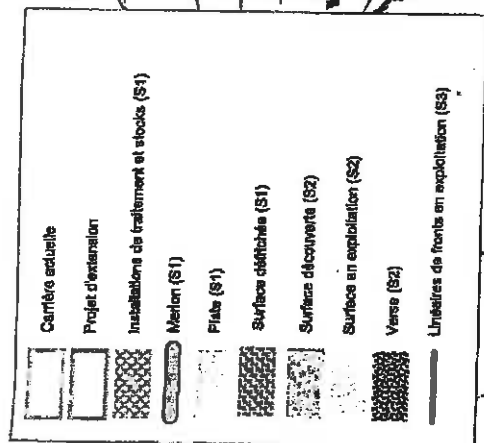 Carrière actuelle
Projet d'extension
Installations de traitement et stocks (S1)
Merlon (S1)
Piste (S1)
Surface défrichée (S1)
Surface découverte (S2)
Surface en exploitation (S2)
Verse (S2)
Linéaires de fronts en exploitation (S3)